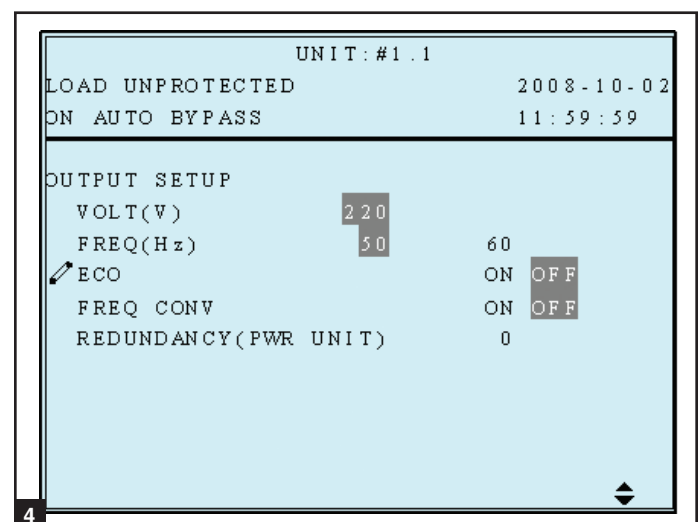 UNIT:#1.1
LOAD UNPROTECTED 2008-10-02
ON AUTO BYPASS 11:59:59
OUTPUT SETUP
VOLT(V) 220
FREQ(Hz) 50 60
ECO ON OFF
FREQ CONV ON OFF
REDUNDANCY(PWR UNIT) 0
4